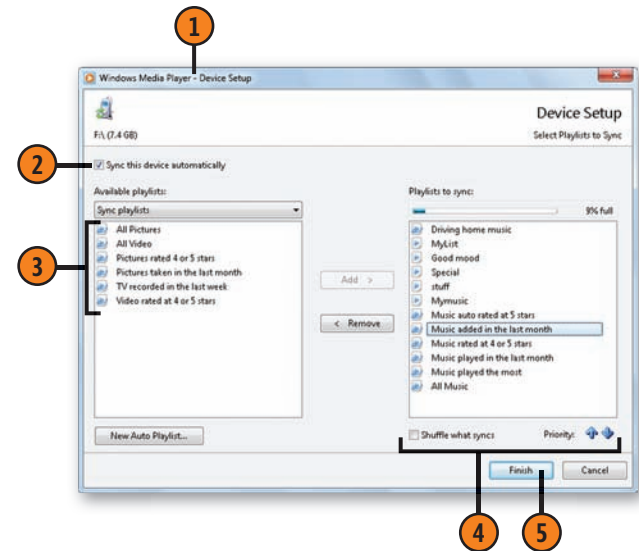 1
Windows Media Player - Device Setup
Device Setup
F:\ (7.4 GB)
Select Playlists to Sync
2
Sync this device automatically
Available playlists:
Sync playlists
3
All Pictures
All Video
Pictures rated 4 or 5 stars
Pictures taken in the last month
TV recorded in the last week
Video rated at 4 or 5 stars
New Auto Playlist...
Add >
< Remove
Playlists to sync:
9% full
Driving home music
MyList
Good mood
Special
stuff
Mymusic
Music auto rated at 5 stars
Music added in the last month
Music rated at 4 or 5 stars
Music played in the last month
Music played the most
All Music
Shuffle what syncs
Priority:
Finish
Cancel
4
5